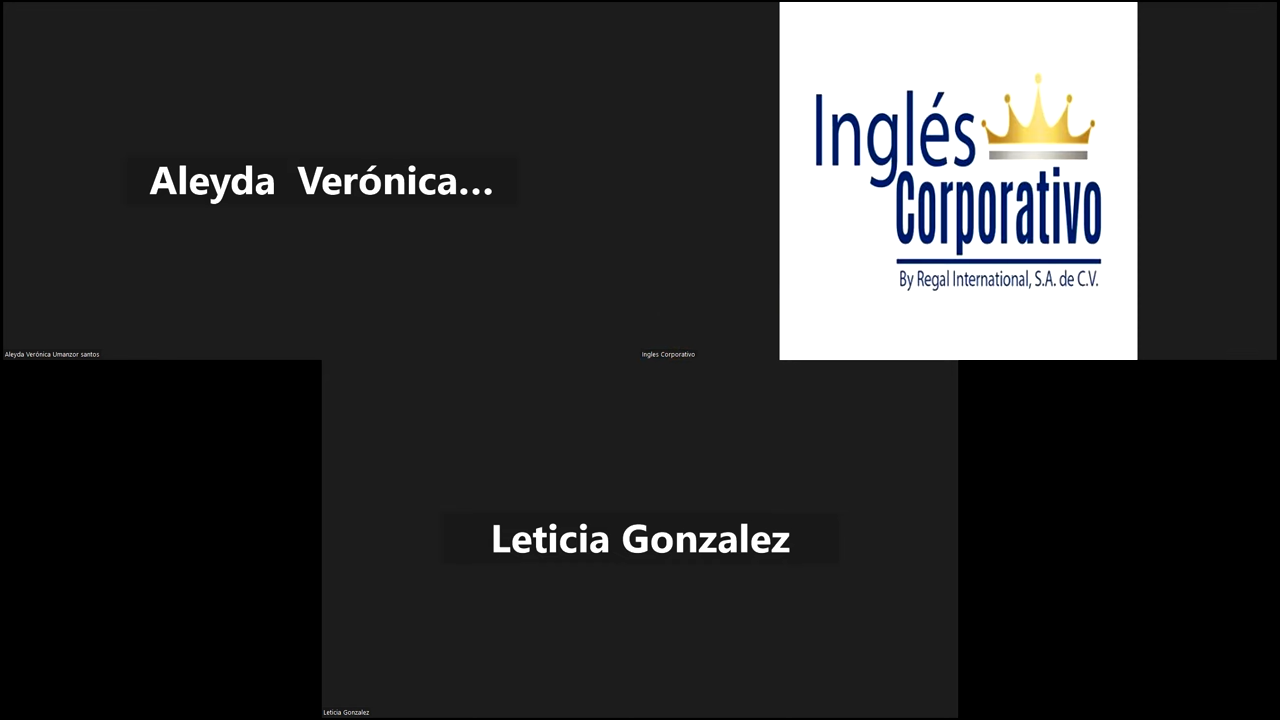 Aleyda Verónica...
Aleyda Verónica Umanzor santos
Inglés
Corporativo
By Regal International, S.A. de C.V.
Ingles Corporativo
Leticia Gonzalez
Leticia Gonzalez